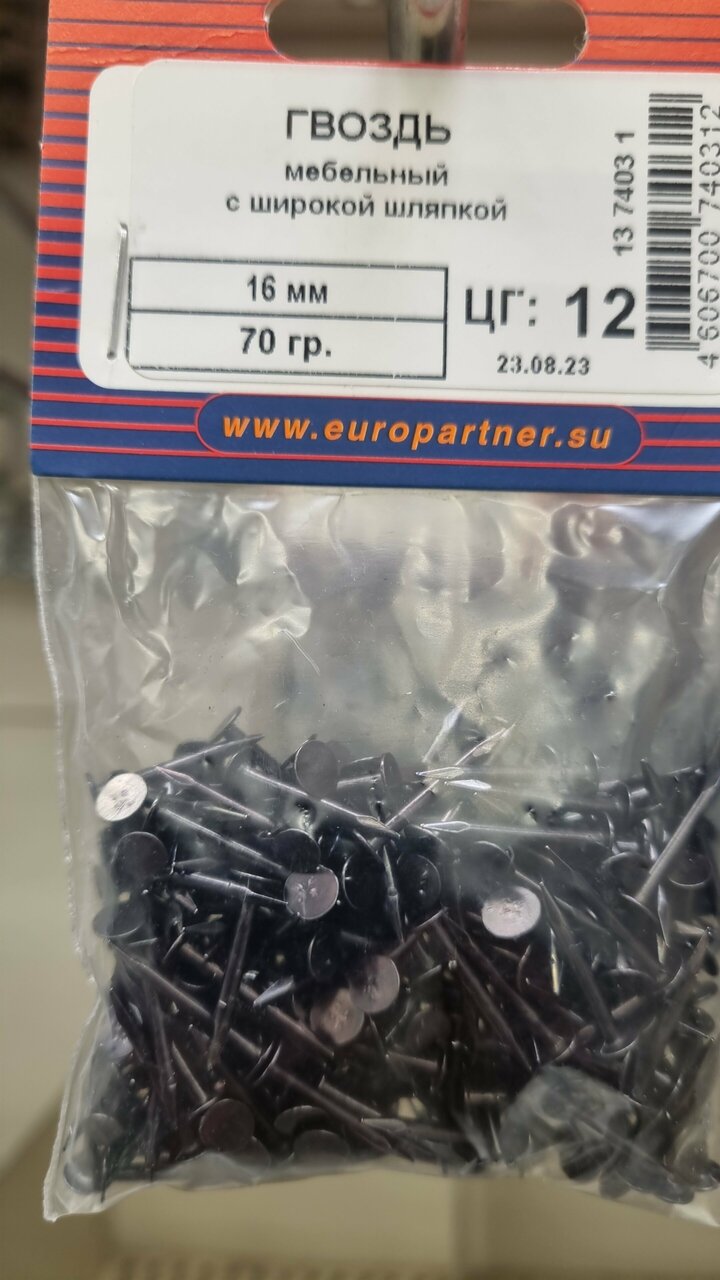 ГВОЗДЬ
мебельный
с широкой шляпкой
16 мм
70 гр.
ЦГ: 12
23.08.23
13 7403 1
4 606700 740312
www.europartner.su